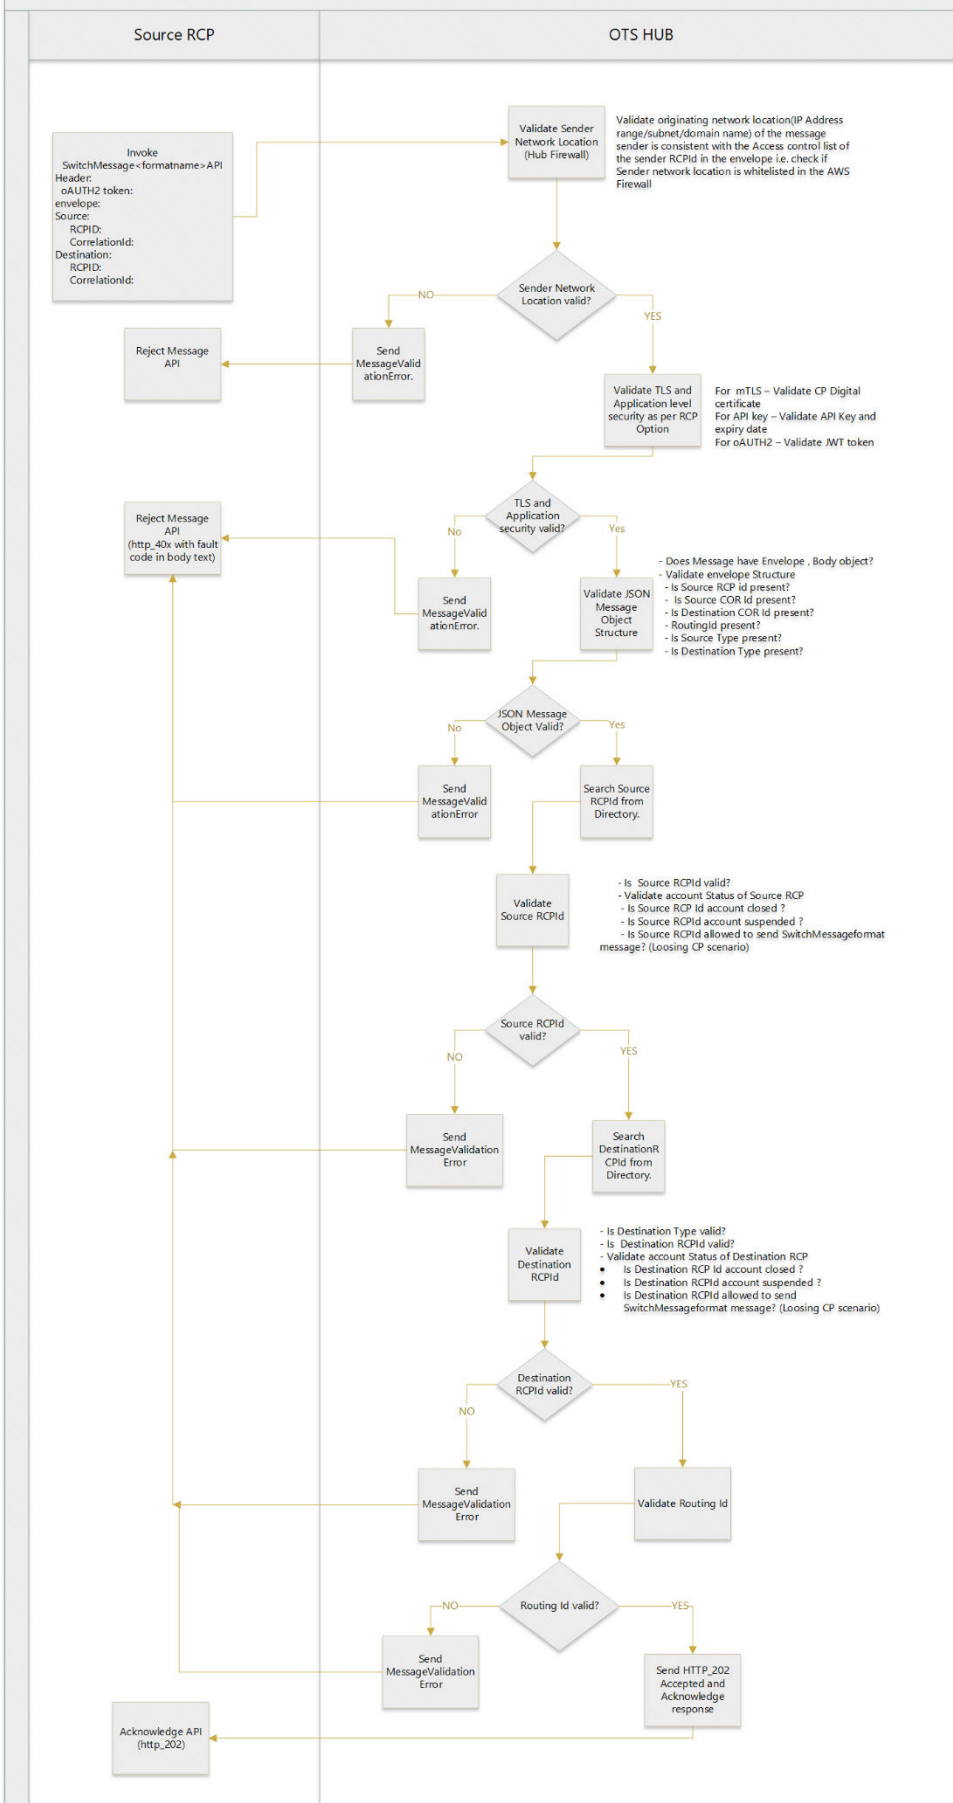 Source RCP
OTS HUB
Invoke
SwitchMessage<formatname>API
Header:
oAUTH2 token:
envelope:
Source:
RCPID:
CorrelationId:
Destination:
RCPID:
CorrelationId:
Validate Sender
Network Location
(Hub Firewall)
Validate originating network location(IP Address
range/subnet/domain name) of the message
sender is consistent with the Access control list of
the sender RCPId in the envelope i.e. check if
Sender network location is whitelisted in the AWS
Firewall
Sender Network
Location valid?
NO
YES
Reject Message
API
Send
MessageValid
ationError.
Validate TLS and
Application level
security as per RCP
Option
For mTLS – Validate CP Digital
certificate
For API key – Validate API Key and
expiry date
For oAUTH2 – Validate JWT token
TLS and
Application
security valid?
No
Yes
Reject Message
API
(http_40x with fault
code in body text)
Send
MessageValid
ationError.
Validate JSON
Message
Object
Structure
- Does Message have Envelope , Body object?
- Validate envelope Structure
- Is Source RCP id present?
- Is Source COR Id present?
- Is Destination COR Id present?
- RoutingId present?
- Is Source Type present?
- Is Destination Type present?
JSON Message
Object Valid?
No
Yes
Send
MessageValid
ationError
Search Source
RCPId from
Directory.
Validate
Source RCPId
- Is Source RCPId valid?
- Validate account Status of Source RCP
- Is Source RCP Id account closed ?
- Is Source RCPId account suspended ?
- Is Source RCPId allowed to send SwitchMessageformat
message? (Loosing CP scenario)
Source RCPId
valid?
NO
YES
Send
MessageValidation
Error
Search
DestinationR
CPId from
Directory.
Validate
Destination
RCPId
- Is Destination Type valid?
- Is Destination RCPId valid?
- Validate account Status of Destination RCP
• Is Destination RCP Id account closed ?
• Is Destination RCPId account suspended ?
• Is Destination RCPId allowed to send
SwitchMessageformat message? (Loosing CP scenario)
Destination
RCPId valid?
NO
YES
Send
MessageValidation
Error
Validate Routing Id
Routing Id valid?
NO
YES
Send
MessageValidation
Error
Send HTTP_202
Accepted and
Acknowledge
response
Acknowledge API
(http_202)